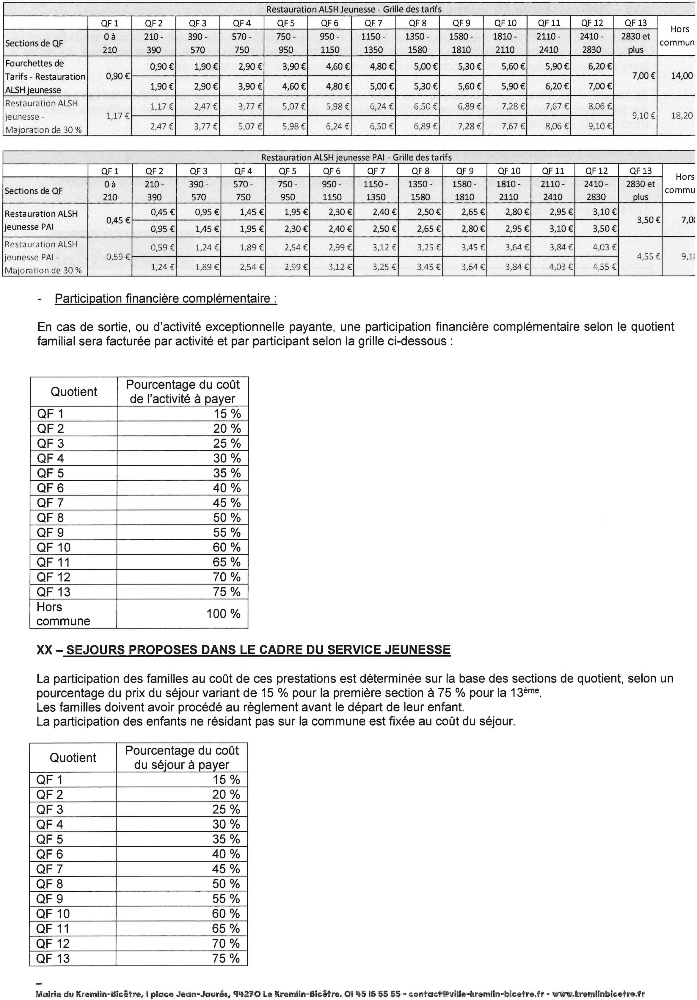 Restauration ALSH Jeunesse - Grille des tarifs
QF 1 QF 2 QF 3 QF 4 QF 5 QF 6 QF 7 QF 8 QF 9 QF 10 QF 11 QF 12 QF 13 Hors commun
Sections de QF 0 à 210 210 - 390 390 - 570 570 - 750 750 - 950 950 - 1150 1150 - 1350 1350 - 1580 1580 - 1810 1810 - 2110 2110 - 2410 2410 - 2830 2830 et plus
Fourchettes de Tarifs - Restauration ALSH jeunesse 0,90 € 0,90 € 1,90 € 2,90 € 3,90 € 4,60 € 4,80 € 5,00 € 5,30 € 5,60 € 5,90 € 6,20 € 7,00 € 14,00
1,90 € 2,90 € 3,90 € 4,60 € 4,80 € 5,00 € 5,30 € 5,60 € 5,90 € 6,20 € 7,00 €
Restauration ALSH jeunesse - Majoration de 30 % 1,17 € 1,17 € 2,47 € 3,77 € 5,07 € 5,98 € 6,24 € 6,50 € 6,89 € 7,28 € 7,67 € 8,06 € 9,10 € 18,20
2,47 € 3,77 € 5,07 € 5,98 € 6,24 € 6,50 € 6,89 € 7,28 € 7,67 € 8,06 € 9,10 €
Restauration ALSH jeunesse PAI - Grille des tarifs
QF 1 QF 2 QF 3 QF 4 QF 5 QF 6 QF 7 QF 8 QF 9 QF 10 QF 11 QF 12 QF 13 Hors commu
Sections de QF 0 à 210 210 - 390 390 - 570 570 - 750 750 - 950 950 - 1150 1150 - 1350 1350 - 1580 1580 - 1810 1810 - 2110 2110 - 2410 2410 - 2830 2830 et plus
Restauration ALSH jeunesse PAI 0,45 € 0,45 € 0,95 € 1,45 € 1,95 € 2,30 € 2,40 € 2,50 € 2,65 € 2,80 € 2,95 € 3,10 € 3,50 € 7,0
0,95 € 1,45 € 1,95 € 2,30 € 2,40 € 2,50 € 2,65 € 2,80 € 2,95 € 3,10 € 3,50 €
Restauration ALSH jeunesse PAI - Majoration de 30 % 0,59 € 0,59 € 1,24 € 1,89 € 2,54 € 2,99 € 3,12 € 3,25 € 3,45 € 3,64 € 3,84 € 4,03 € 4,55 € 9,1
1,24 € 1,89 € 2,54 € 2,99 € 3,12 € 3,25 € 3,45 € 3,64 € 3,84 € 4,03 € 4,55 €
- Participation financière complémentaire :
En cas de sortie, ou d'activité exceptionnelle payante, une participation financière complémentaire selon le quotient
familial sera facturée par activité et par participant selon la grille ci-dessous :
Quotient Pourcentage du coût de l'activité à payer
QF 1 15 %
QF 2 20 %
QF 3 25 %
QF 4 30 %
QF 5 35 %
QF 6 40 %
QF 7 45 %
QF 8 50 %
QF 9 55 %
QF 10 60 %
QF 11 65 %
QF 12 70 %
QF 13 75 %
Hors commune 100 %
XX – SEJOURS PROPOSES DANS LE CADRE DU SERVICE JEUNESSE
La participation des familles au coût de ces prestations est déterminée sur la base des sections de quotient, selon un
pourcentage du prix du séjour variant de 15 % pour la première section à 75 % pour la 13ème.
Les familles doivent avoir procédé au règlement avant le départ de leur enfant.
La participation des enfants ne résidant pas sur la commune est fixée au coût du séjour.
Quotient Pourcentage du coût du séjour à payer
QF 1 15 %
QF 2 20 %
QF 3 25 %
QF 4 30 %
QF 5 35 %
QF 6 40 %
QF 7 45 %
QF 8 50 %
QF 9 55 %
QF 10 60 %
QF 11 65 %
QF 12 70 %
QF 13 75 %
Mairie du Kremlin-Bicêtre, 1 place Jean-Jaurés, 94270 Le Kremlin-Bicêtre. 01 45 15 55 55 - contact@ville-kremlin-bicetre.fr - www.kremlinbicetre.fr